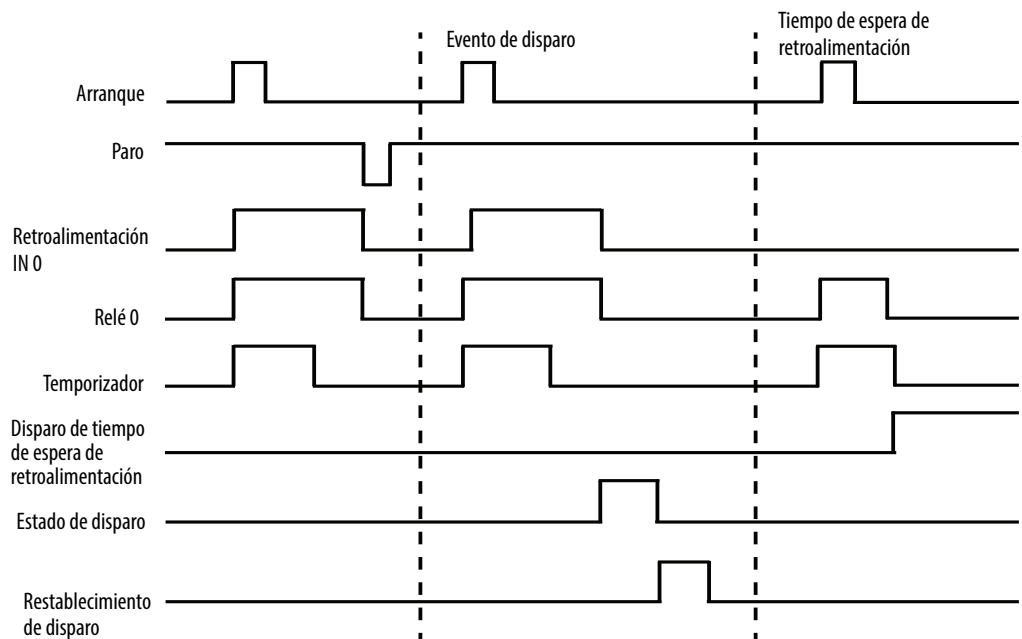 Evento de disparo
Tiempo de espera de
retroalimentación
Arranque
Paro
Retroalimentación
IN 0
Relé 0
Temporizador
Disparo de tiempo
de espera de
retroalimentación
Estado de disparo
Restablecimiento
de disparo